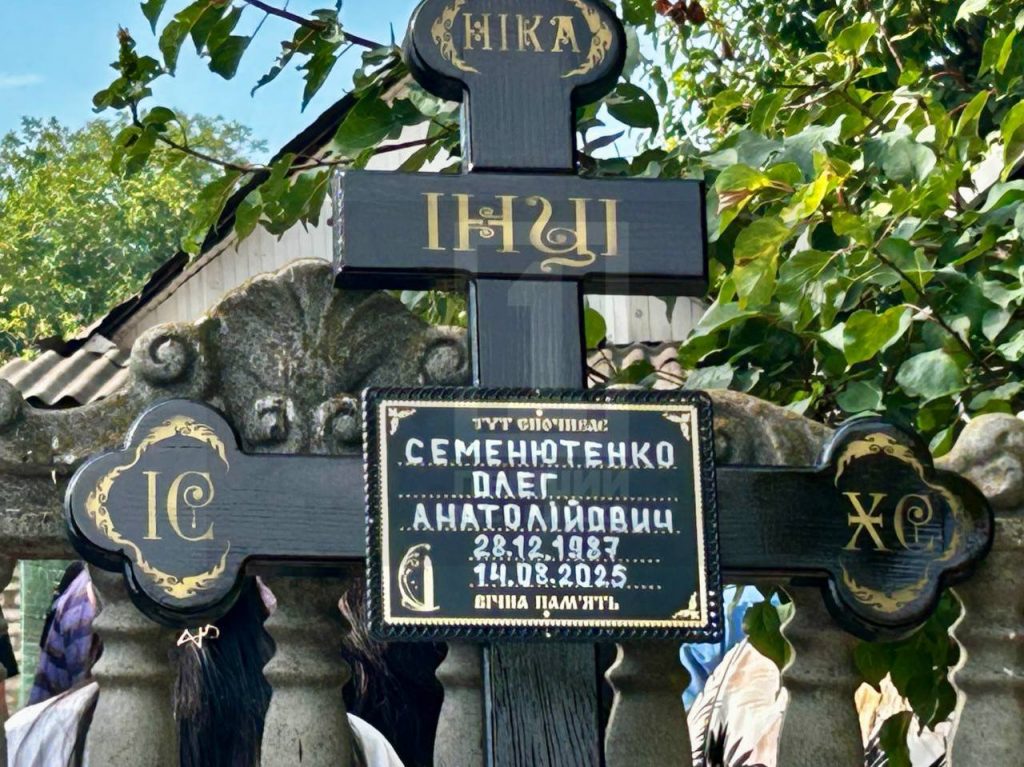 НІКА
ІНЦІ
ІС
ХС
ТУТ СПОЧИВАЄ
СЕМЕНЮТЕНКО
ОЛЕГ
АНАТОЛІЙОВИЧ
28.12.1987
14.08.2025
ВІЧНА ПАМ'ЯТЬ